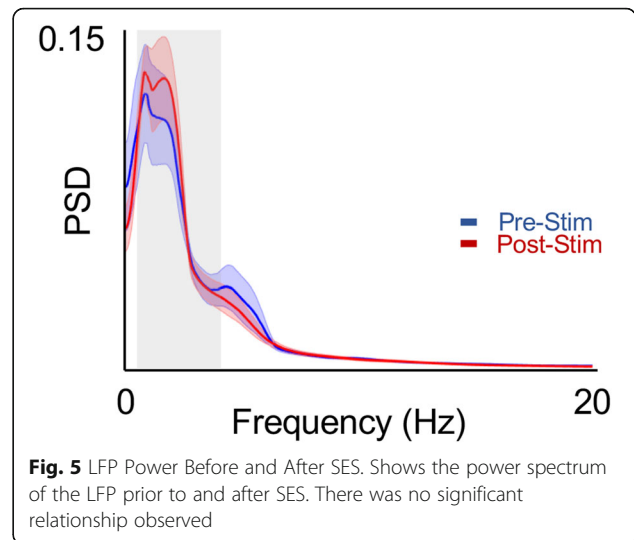 0.15
PSD
Pre-Stim
Post-Stim
0
20
Frequency (Hz)
Fig. 5 LFP Power Before and After SES. Shows the power spectrum
of the LFP prior to and after SES. There was no significant
relationship observed